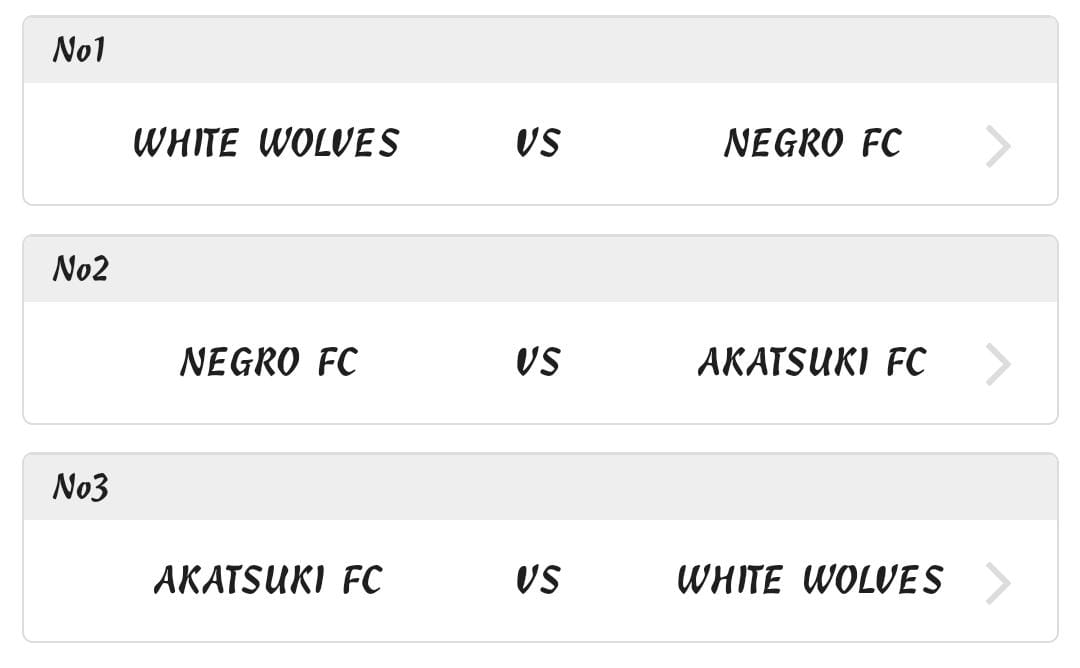 No1
WHITE WOLVES VS NEGRO FC
No2
NEGRO FC VS AKATSUKI FC
No3
AKATSUKI FC VS WHITE WOLVES